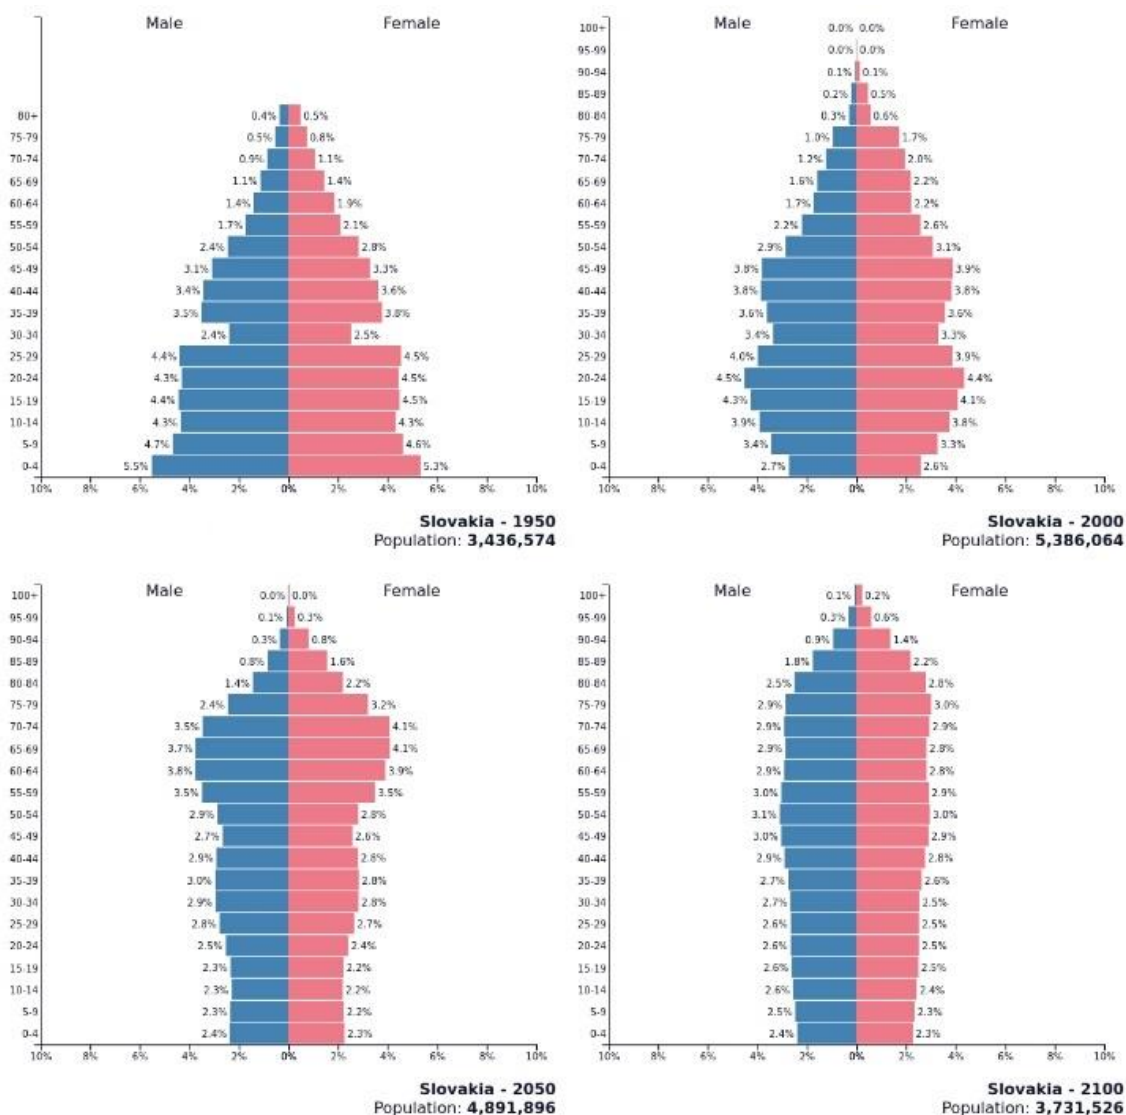 Male Female
80+ 0.4% 0.5%
75-79 0.5% 0.8%
70-74 0.9% 1.1%
65-69 1.1% 1.4%
60-64 1.4% 1.9%
55-59 1.7% 2.1%
50-54 2.4% 2.8%
45-49 3.1% 3.3%
40-44 3.4% 3.6%
35-39 3.5% 3.8%
30-34 2.4% 2.5%
25-29 4.4% 4.5%
20-24 4.3% 4.5%
15-19 4.4% 4.5%
10-14 4.3% 4.3%
5-9 4.7% 4.6%
0-4 5.5% 5.3%
10% 8% 6% 4% 2% 0% 2% 4% 6% 8% 10%
Slovakia - 1950
Population: 3,436,574
Male Female
100+ 0.0% 0.0%
95-99 0.0% 0.0%
90-94 0.1% 0.1%
85-89 0.2% 0.5%
80-84 0.3% 0.6%
75-79 1.0% 1.7%
70-74 1.2% 2.0%
65-69 1.6% 2.2%
60-64 1.7% 2.2%
55-59 2.2% 2.6%
50-54 2.9% 3.1%
45-49 3.8% 3.9%
40-44 3.8% 3.8%
35-39 3.6% 3.6%
30-34 3.4% 3.3%
25-29 4.0% 3.9%
20-24 4.5% 4.4%
15-19 4.3% 4.1%
10-14 3.9% 3.8%
5-9 3.4% 3.3%
0-4 2.7% 2.6%
10% 8% 6% 4% 2% 0% 2% 4% 6% 8% 10%
Slovakia - 2000
Population: 5,386,064
Male Female
100+ 0.0% 0.0%
95-99 0.1% 0.3%
90-94 0.3% 0.8%
85-89 0.8% 1.6%
80-84 1.4% 2.2%
75-79 2.4% 3.2%
70-74 3.5% 4.1%
65-69 3.7% 4.1%
60-64 3.8% 3.9%
55-59 3.5% 3.5%
50-54 2.9% 2.8%
45-49 2.7% 2.6%
40-44 2.9% 2.8%
35-39 3.0% 2.8%
30-34 2.9% 2.8%
25-29 2.8% 2.7%
20-24 2.5% 2.4%
15-19 2.3% 2.2%
10-14 2.3% 2.2%
5-9 2.3% 2.2%
0-4 2.4% 2.3%
10% 8% 6% 4% 2% 0% 2% 4% 6% 8% 10%
Slovakia - 2050
Population: 4,891,896
Male Female
100+ 0.1% 0.2%
95-99 0.3% 0.6%
90-94 0.9% 1.4%
85-89 1.8% 2.2%
80-84 2.5% 2.8%
75-79 2.9% 3.0%
70-74 2.9% 2.9%
65-69 2.9% 2.8%
60-64 2.9% 2.8%
55-59 3.0% 2.9%
50-54 3.1% 3.0%
45-49 3.0% 2.9%
40-44 2.9% 2.8%
35-39 2.7% 2.6%
30-34 2.7% 2.5%
25-29 2.6% 2.5%
20-24 2.6% 2.5%
15-19 2.6% 2.5%
10-14 2.6% 2.4%
5-9 2.5% 2.3%
0-4 2.4% 2.3%
10% 8% 6% 4% 2% 0% 2% 4% 6% 8% 10%
Slovakia - 2100
Population: 3,731,526